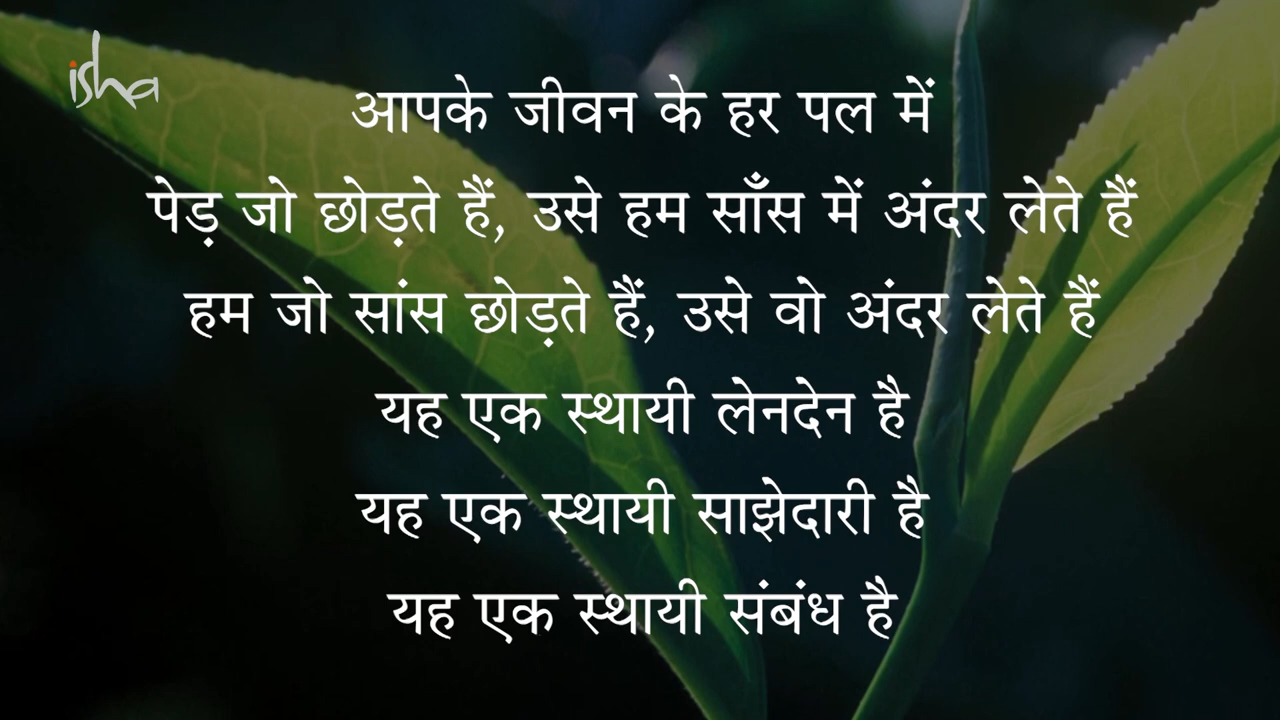 isha
आपके जीवन के हर पल में
पेड़ जो छोड़ते हैं, उसे हम साँस में अंदर लेते हैं
हम जो सांस छोड़ते हैं, उसे वो अंदर लेते हैं
यह एक स्थायी लेनदेन है
यह एक स्थायी साझेदारी है
यह एक स्थायी संबंध है